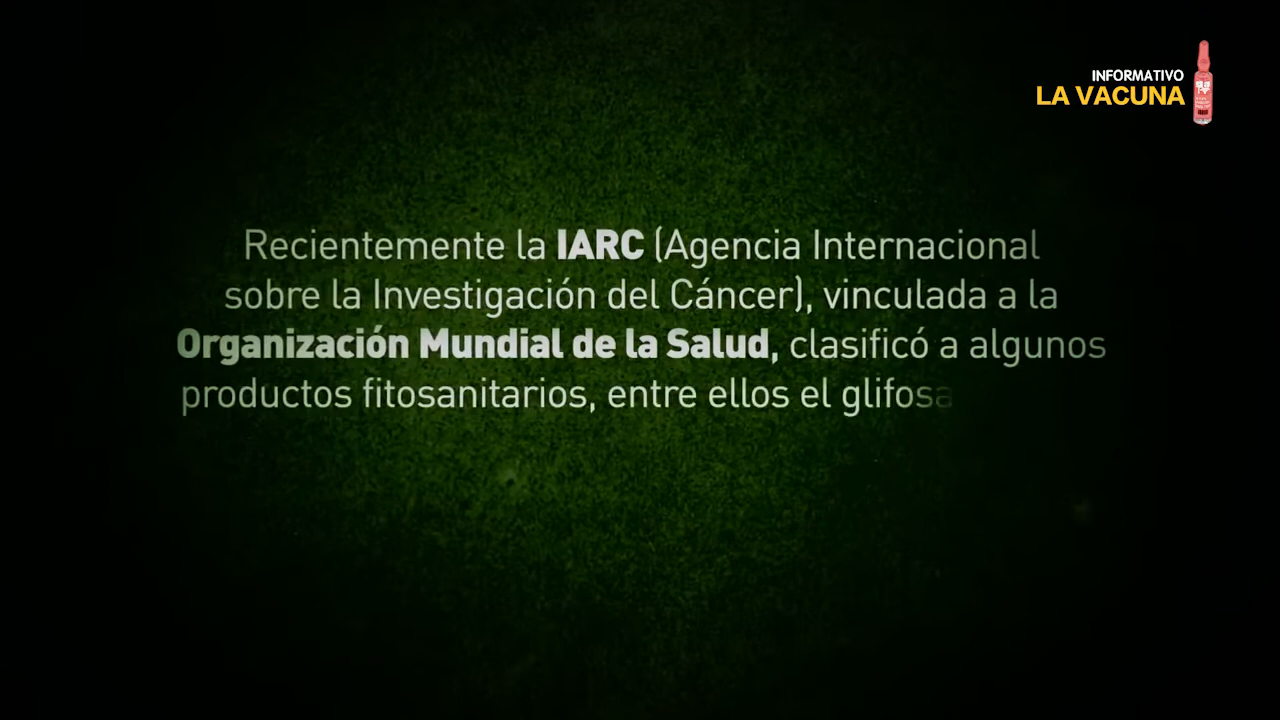 INFORMATIVO
LA VACUNA
Recientemente la IARC (Agencia Internacional
sobre la Investigación del Cáncer), vinculada a la
Organización Mundial de la Salud, clasificó a algunos
productos fitosanitarios, entre ellos el glifosa